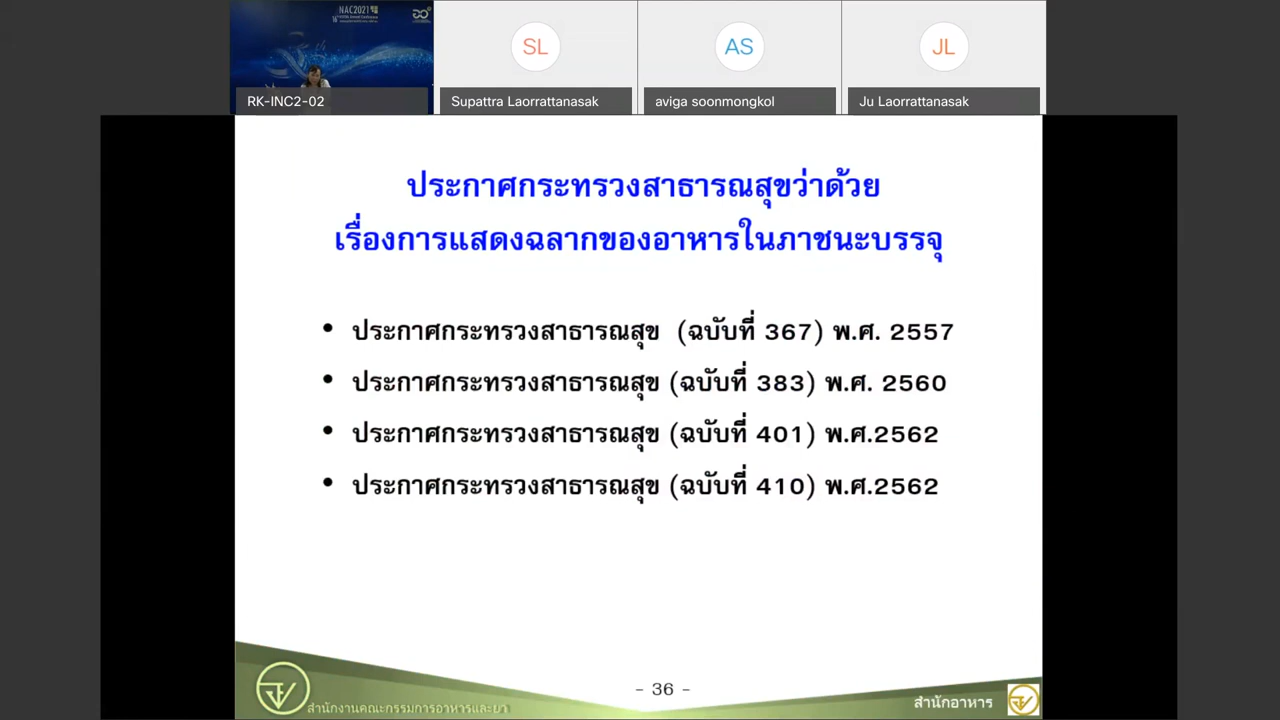 NAC2021
RK-INC2-02
SL
Supattra Laorrattanasak
AS
aviga soonmongkol
JL
Ju Laorrattanasak
ประกาศกระทรวงสาธารณสุขว่าด้วย
เรื่องการแสดงฉลากของอาหารในภาชนะบรรจุ
• ประกาศกระทรวงสาธารณสุข (ฉบับที่ 367) พ.ศ. 2557
• ประกาศกระทรวงสาธารณสุข (ฉบับที่ 383) พ.ศ. 2560
• ประกาศกระทรวงสาธารณสุข (ฉบับที่ 401) พ.ศ.2562
• ประกาศกระทรวงสาธารณสุข (ฉบับที่ 410) พ.ศ.2562
สำนักงานคณะกรรมการอาหารและยา
- 36 -
สำนักอาหาร